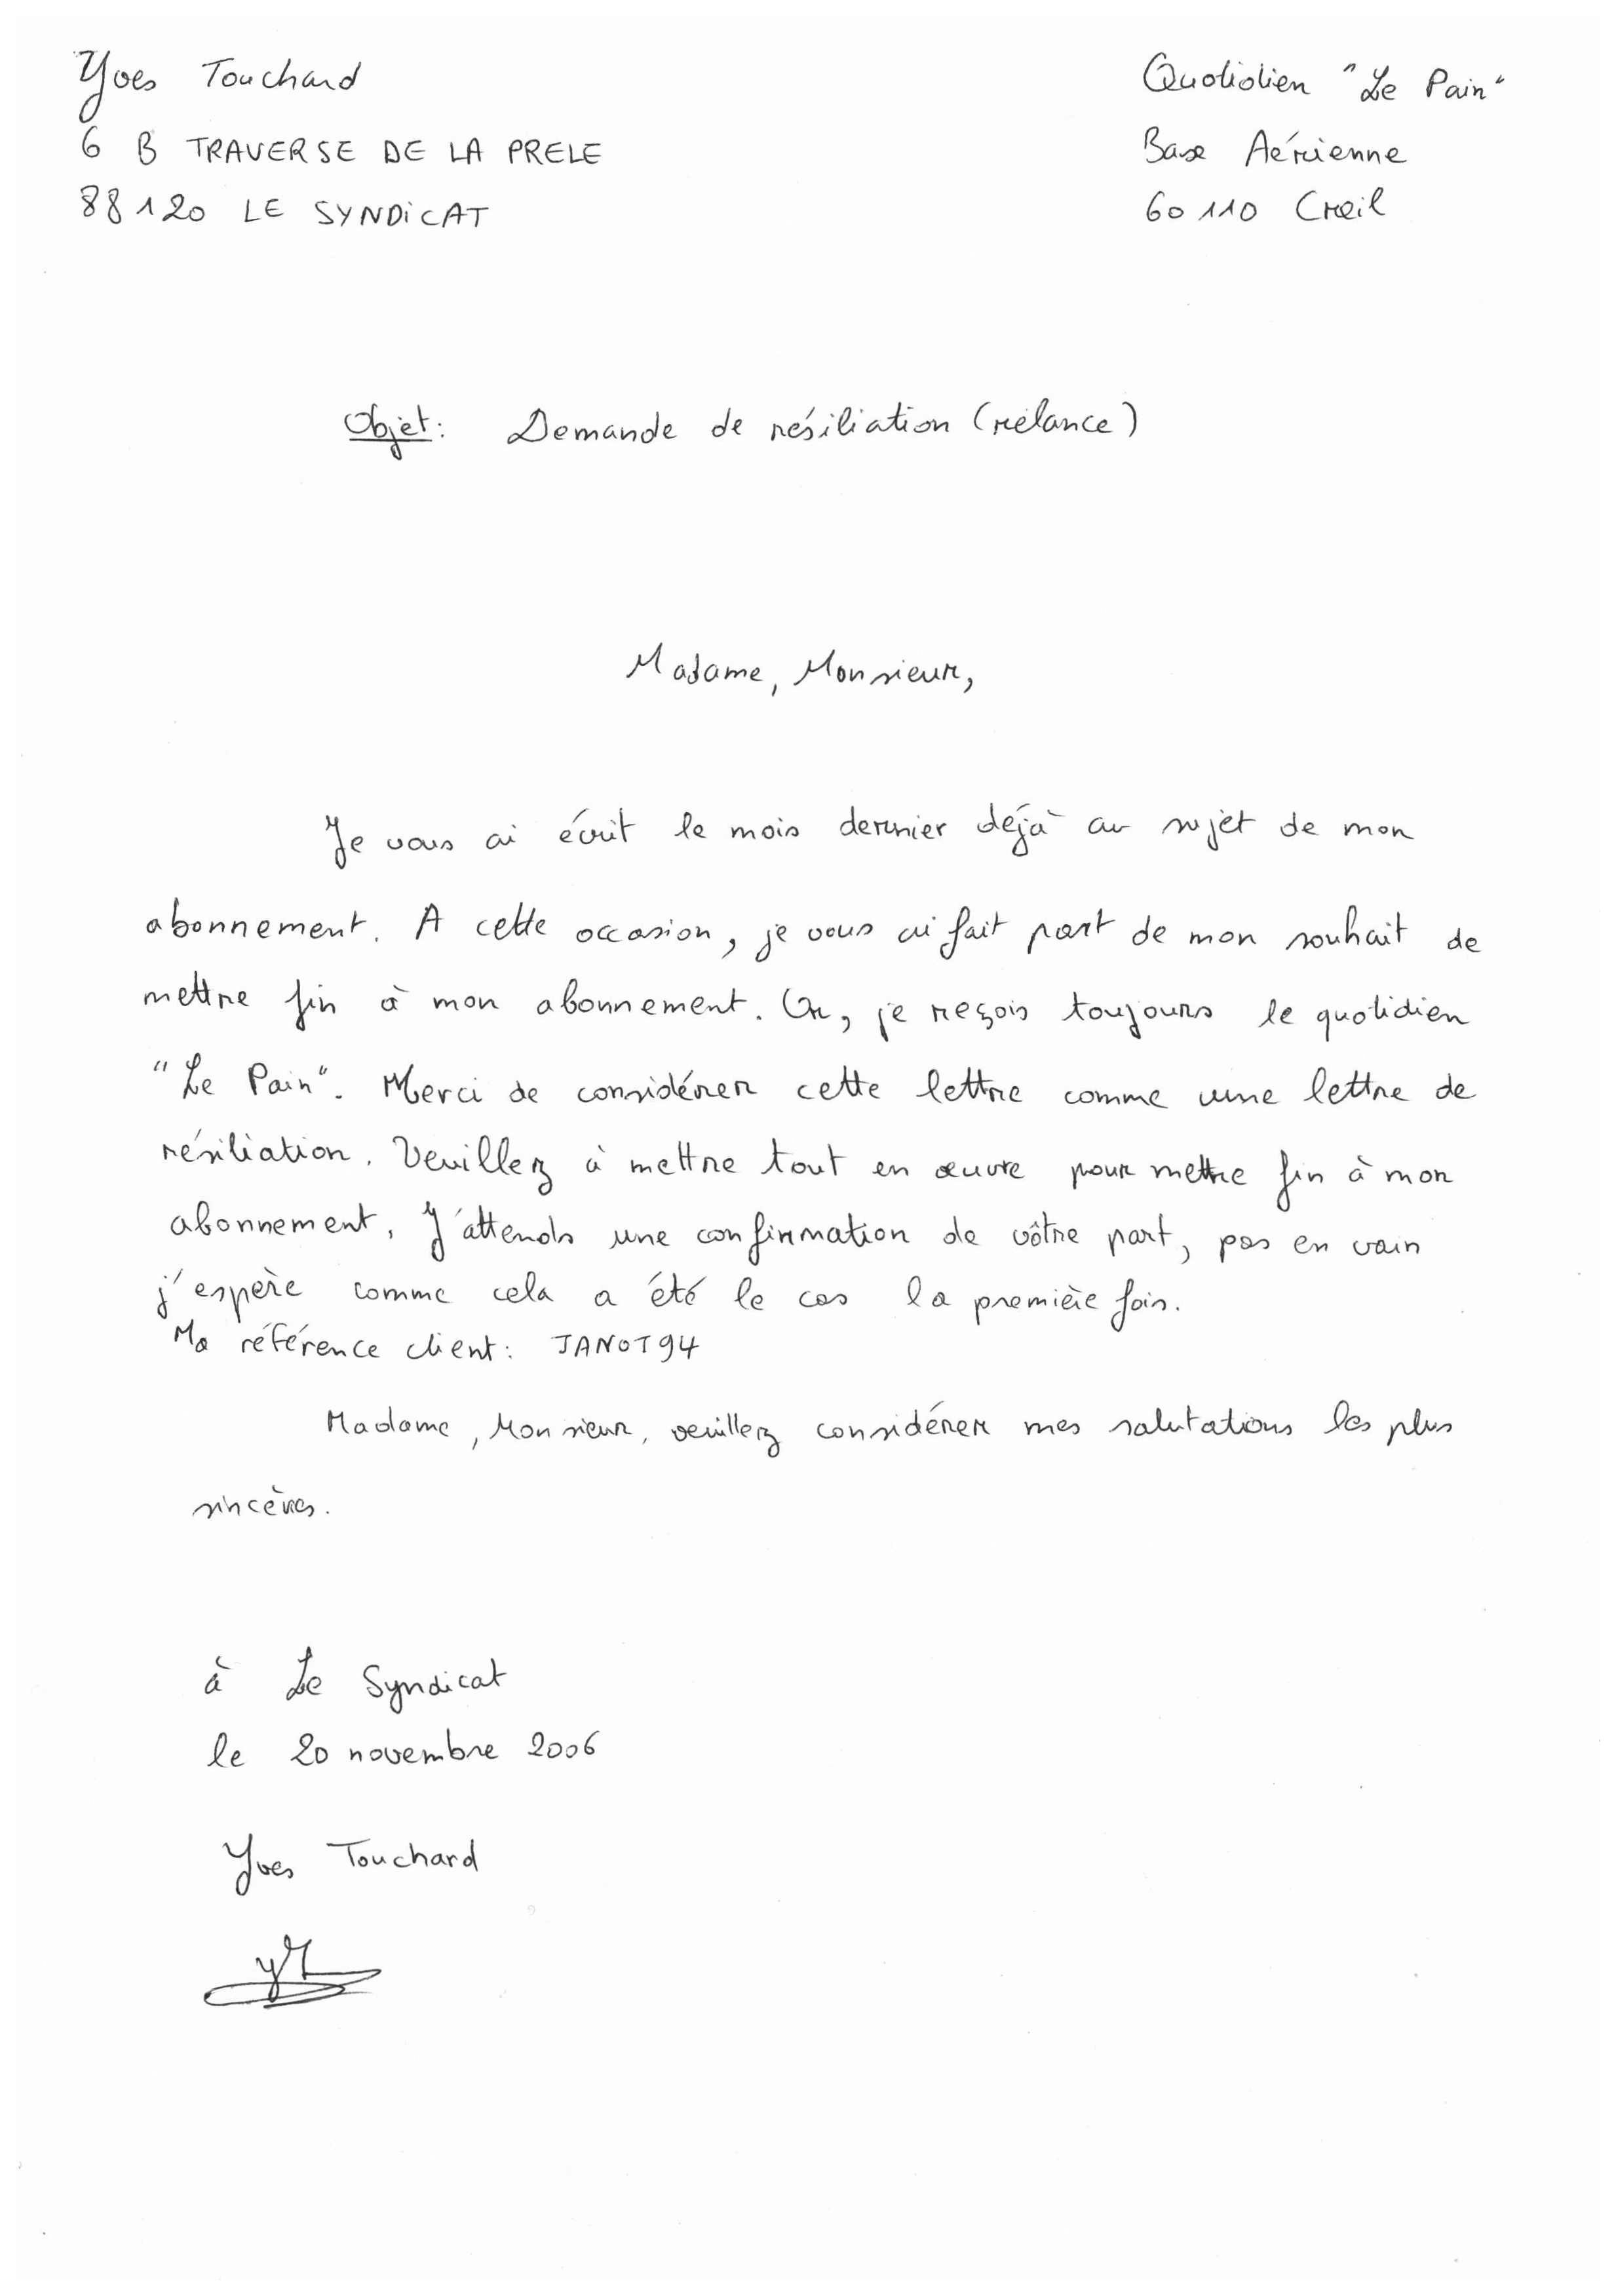 Yves Touchard
6 B TRAVERSE DE LA PRELE
88120 LE SYNDICAT
Quotidien "Le Pain"
Base Aérienne
60110 Creil
Objet: Demande de résiliation (relance)
Madame, Monsieur,
Je vous ai écrit le mois dernier déjà au sujet de mon
abonnement. A cette occasion, je vous ai fait part de mon souhait de
mettre fin à mon abonnement. Or, je reçois toujours le quotidien
"Le Pain". Merci de considérer cette lettre comme une lettre de
résiliation. Veuillez à mettre tout en œuvre pour mettre fin à mon
abonnement. J'attends une confirmation de vôtre part, pas en vain
j'espère comme cela a été le cas la première fois.
Ma référence client: JANOT94
Madame, Monsieur, veuillez considérer mes salutations les plus
sincères.
à Le Syndicat
le 20 novembre 2006
Yves Touchard
YT